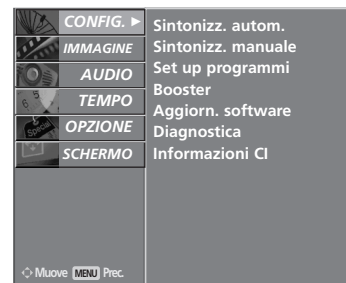 CONFIG. ►
IMMAGINE
AUDIO
TEMPO
OPZIONE
Special
SCHERMO
Muove MENU Prec.
Sintonizz. autom.
Sintonizz. manuale
Set up programmi
Booster
Aggiorn. software
Diagnostica
Informazioni CI